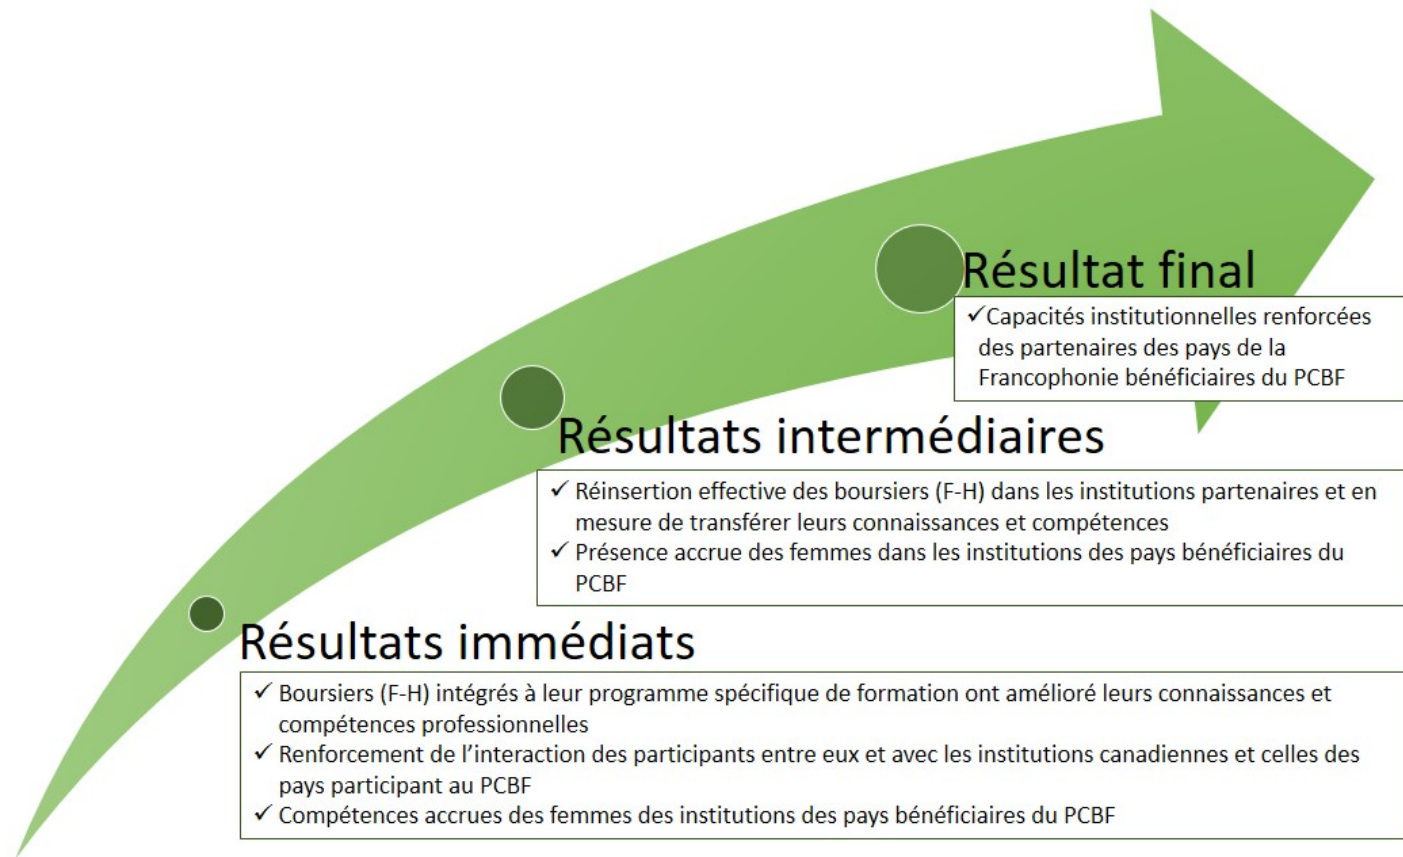 Résultat final
✓Capacités institutionnelles renforcées
des partenaires des pays de la
Francophonie bénéficiaires du PCBF
Résultats intermédiaires
✓ Réinsertion effective des boursiers (F-H) dans les institutions partenaires et en
mesure de transférer leurs connaissances et compétences
✓ Présence accrue des femmes dans les institutions des pays bénéficiaires du
PCBF
Résultats immédiats
✓ Boursiers (F-H) intégrés à leur programme spécifique de formation ont amélioré leurs connaissances et
compétences professionnelles
✓ Renforcement de l’interaction des participants entre eux et avec les institutions canadiennes et celles des
pays participant au PCBF
✓ Compétences accrues des femmes des institutions des pays bénéficiaires du PCBF